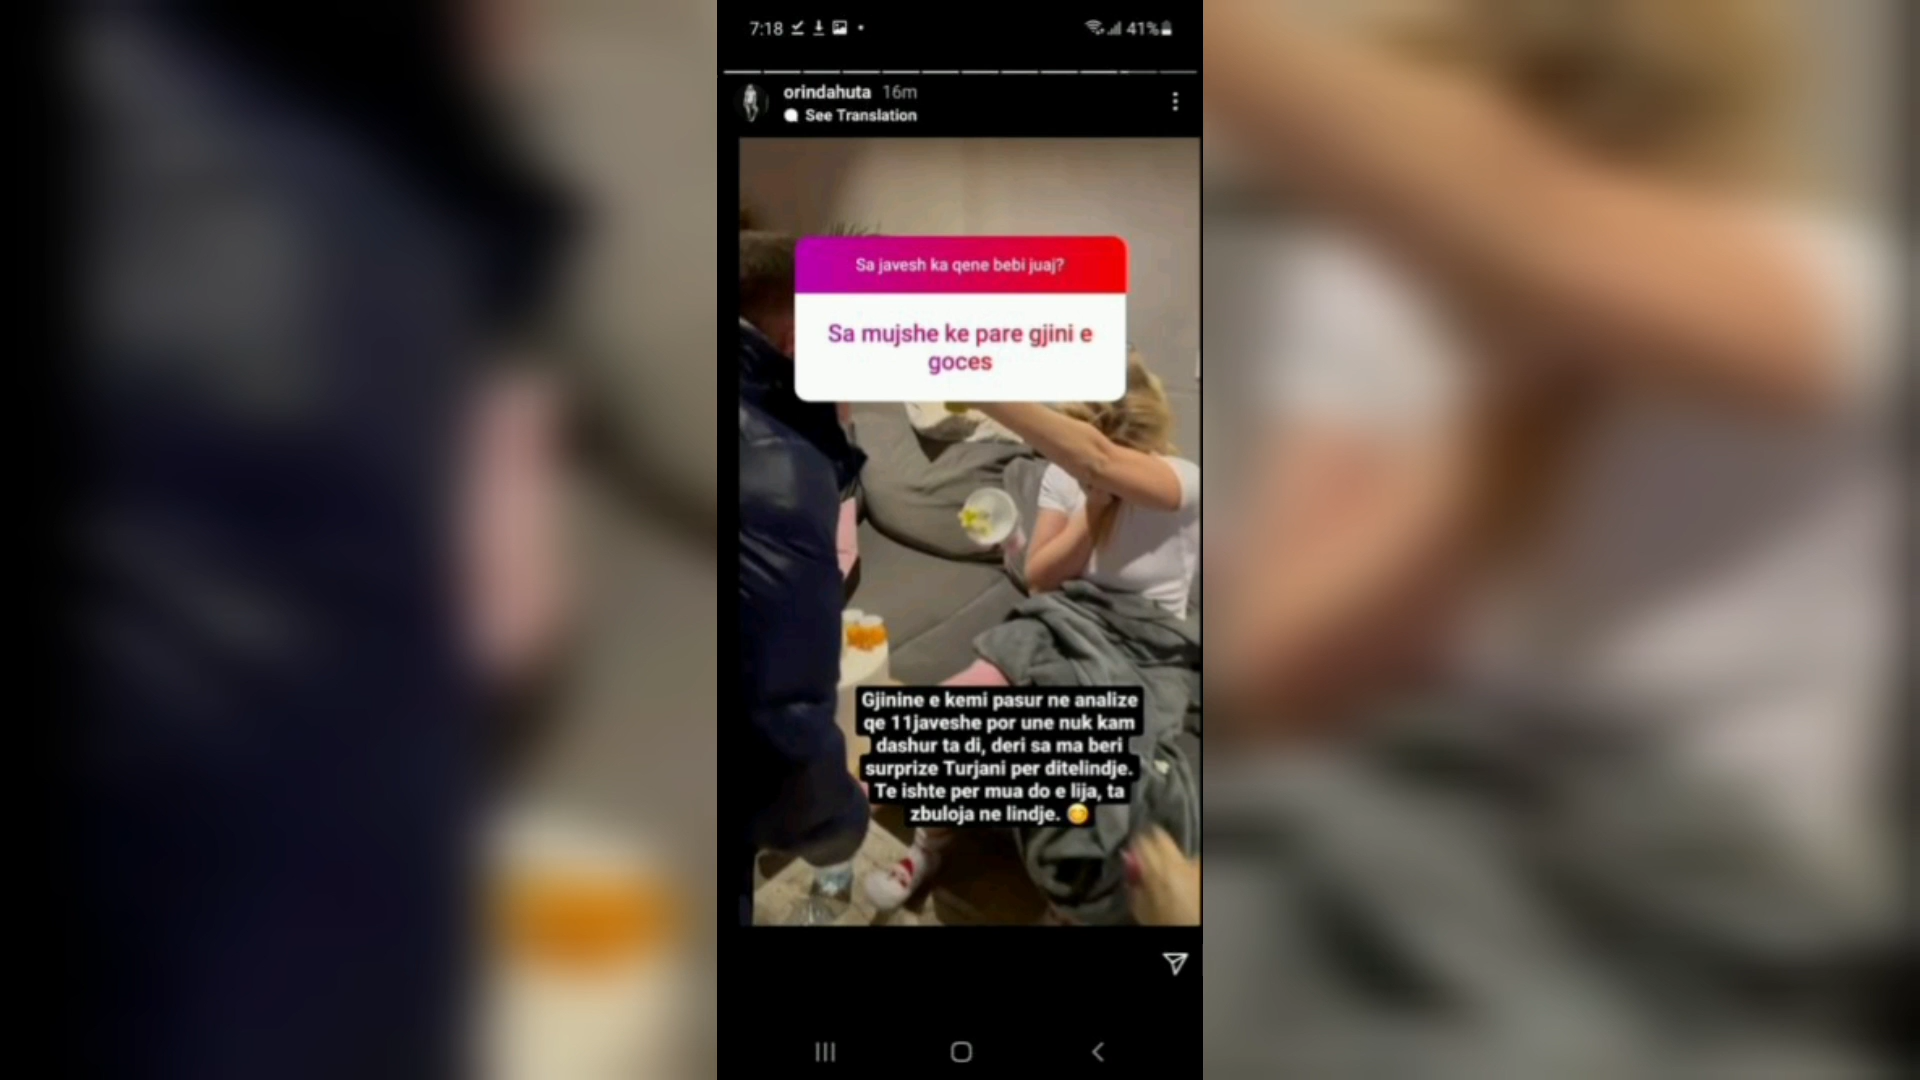 7:18
41%
orindahuta 16m
See Translation
Sa javesh ka qene bebi juaj?
Sa mujshe ke pare gjini e
goces
Gjinine e kemi pasur ne analize
qe 11javeshe por une nuk kam
dashur ta di, deri sa ma beri
surprize Turjani per ditelindje.
Te ishte per mua do e lija, ta
zbuloja ne lindje. 😊